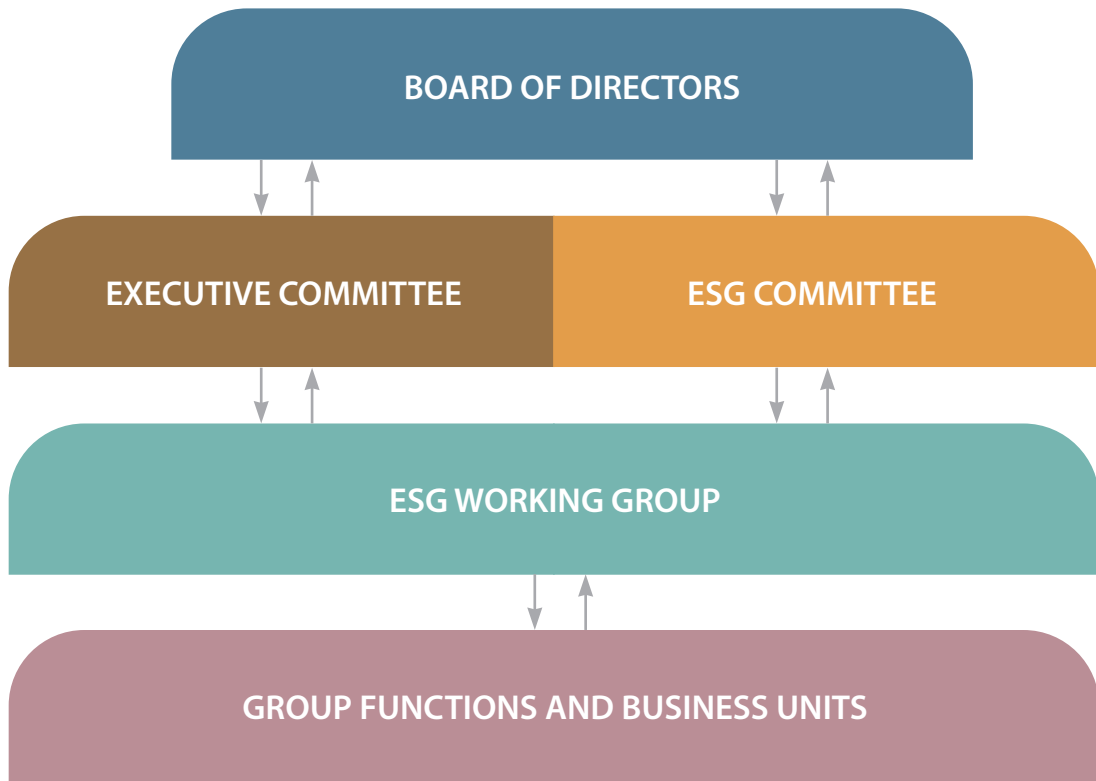 BOARD OF DIRECTORS
EXECUTIVE COMMITTEE
ESG COMMITTEE
ESG WORKING GROUP
GROUP FUNCTIONS AND BUSINESS UNITS